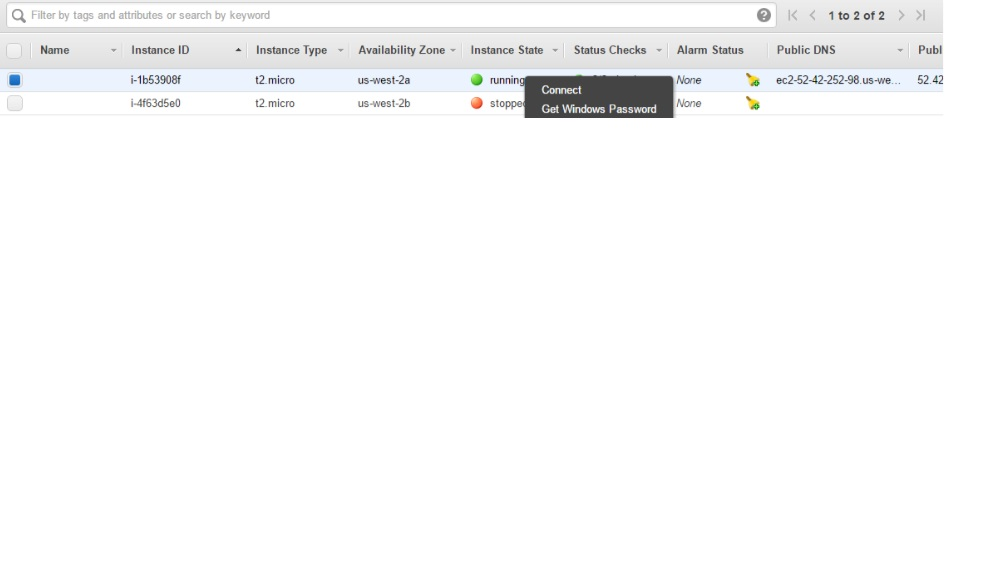 Filter by tags and attributes or search by keyword 1 to 2 of 2
Name Instance ID Instance Type Availability Zone Instance State Status Checks Alarm Status Public DNS
i-1b53908f t2.micro us-west-2a running None ec2-52-42-252-98.us-we... 52.42
Connect
i-4f63d5e0 t2.micro us-west-2b stopped None
Get Windows Password